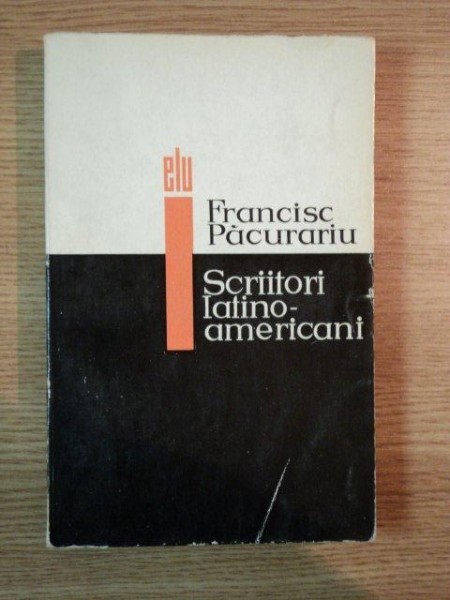 elu
Francisc
Păcurariu
Scriitori
latino-
americani